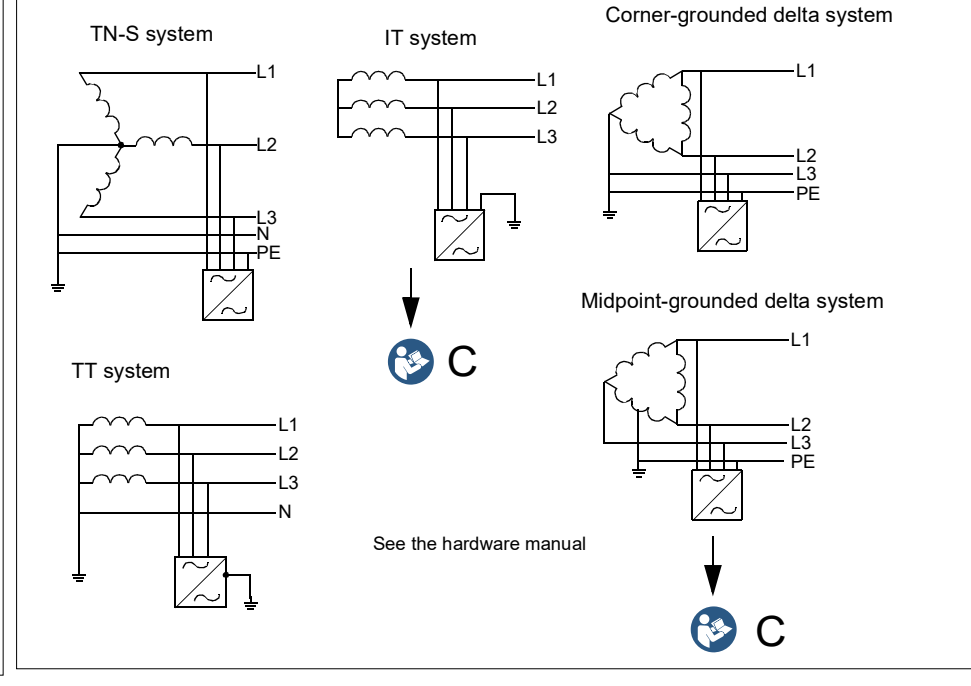 TN-S system
L1
L2
L3
N
PE
IT system
L1
L2
L3
C
Corner-grounded delta system
L1
L2
L3
PE
TT system
L1
L2
L3
N
See the hardware manual
Midpoint-grounded delta system
L1
L2
L3
PE
C